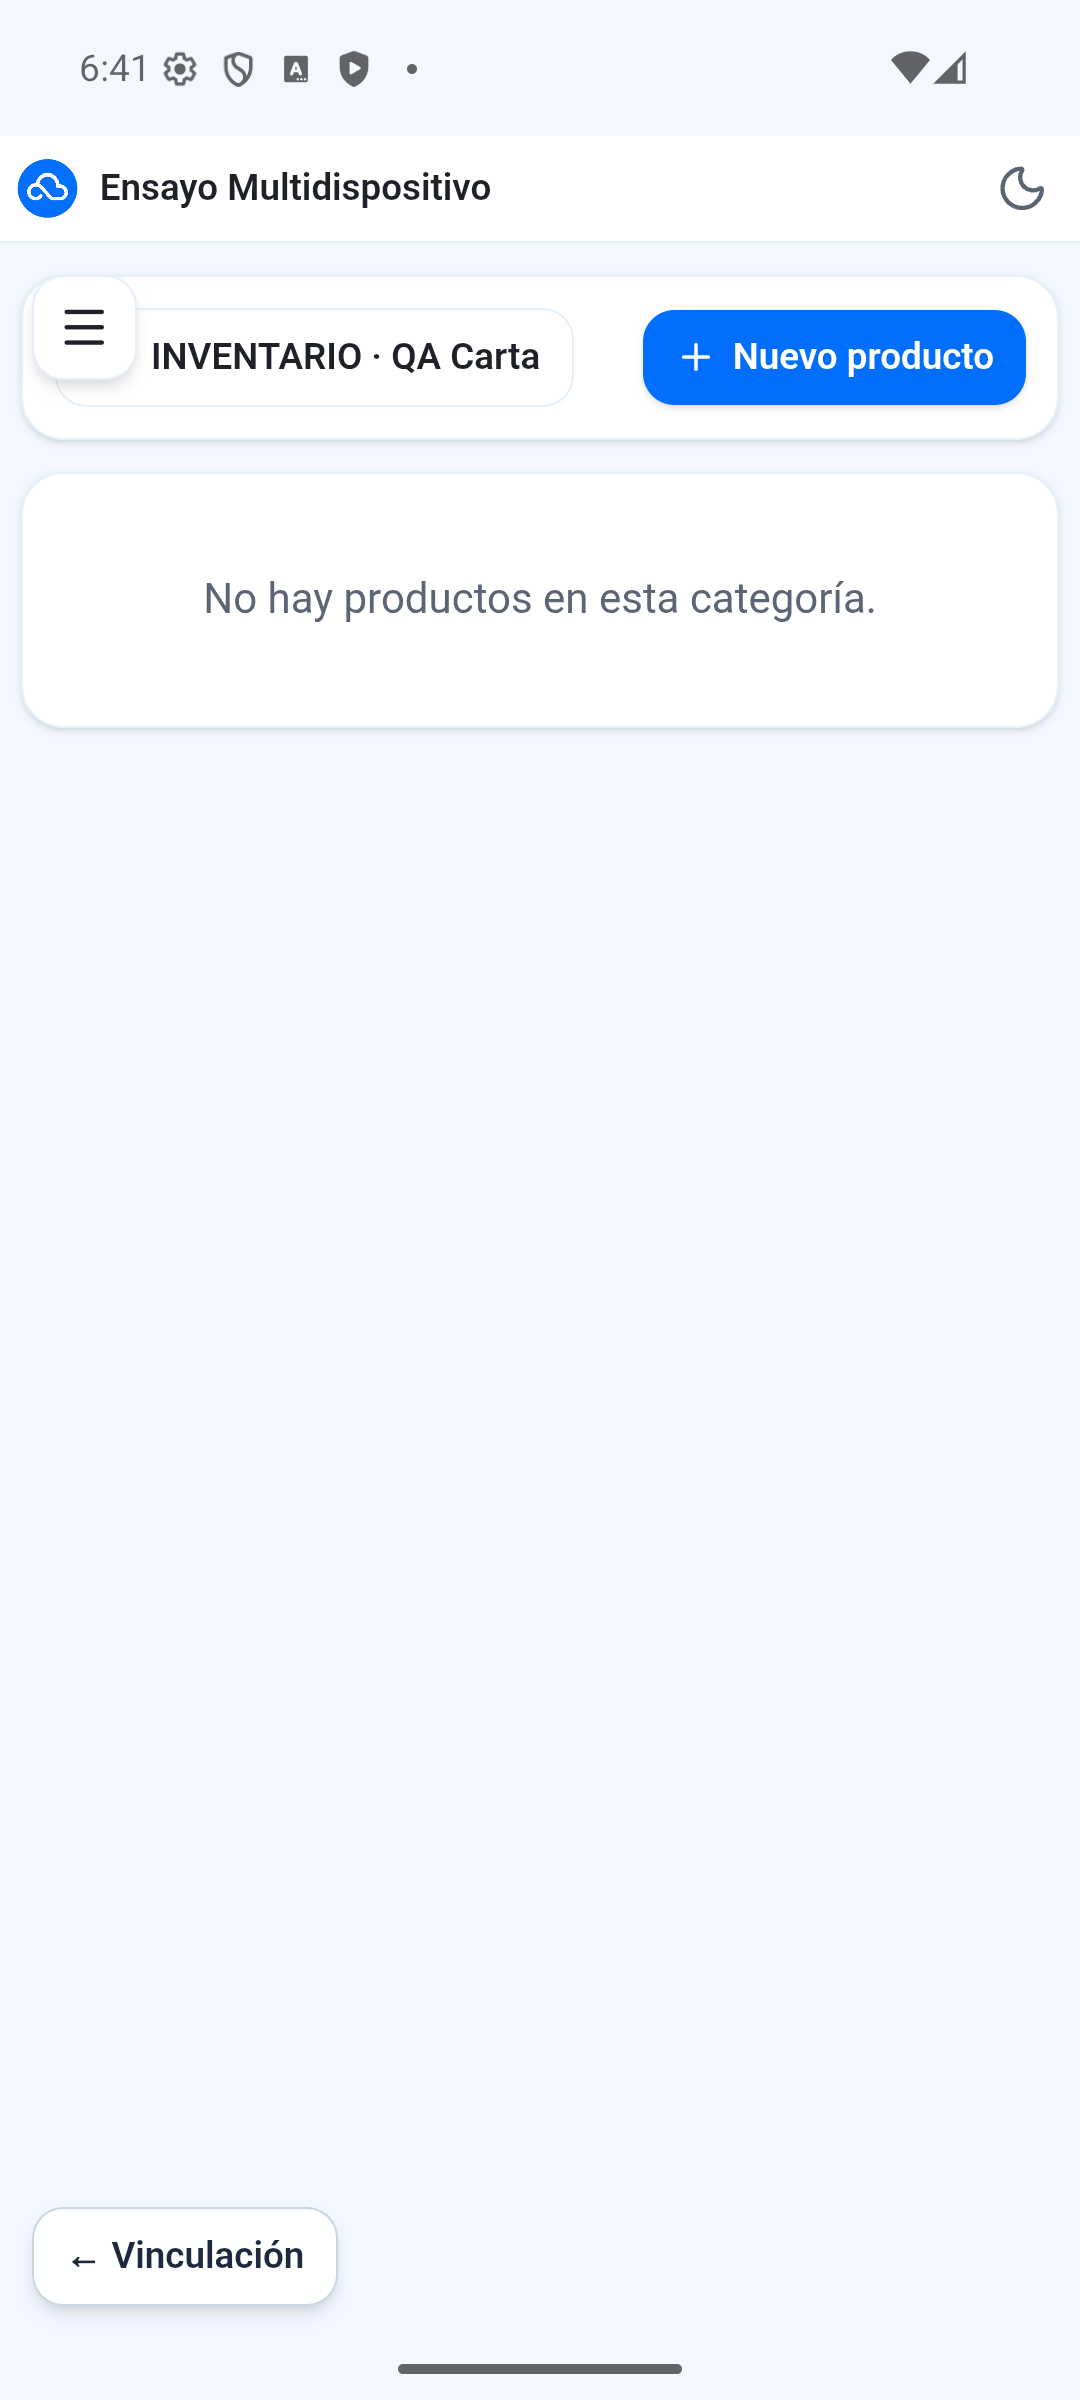 6:41
Ensayo Multidispositivo
INVENTARIO · QA Carta
+ Nuevo producto
No hay productos en esta categoría.
← Vinculación